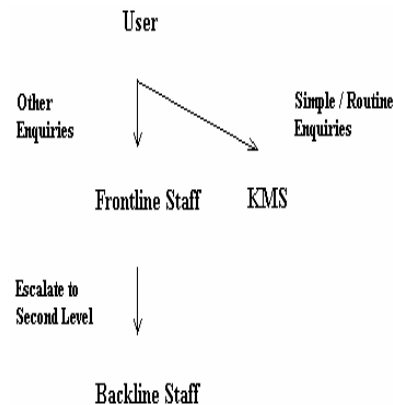 User
Other
Enquiries
Simple / Routine
Enquiries
Frontline Staff
KMS
Escalate to
Second Level
Backline Staff